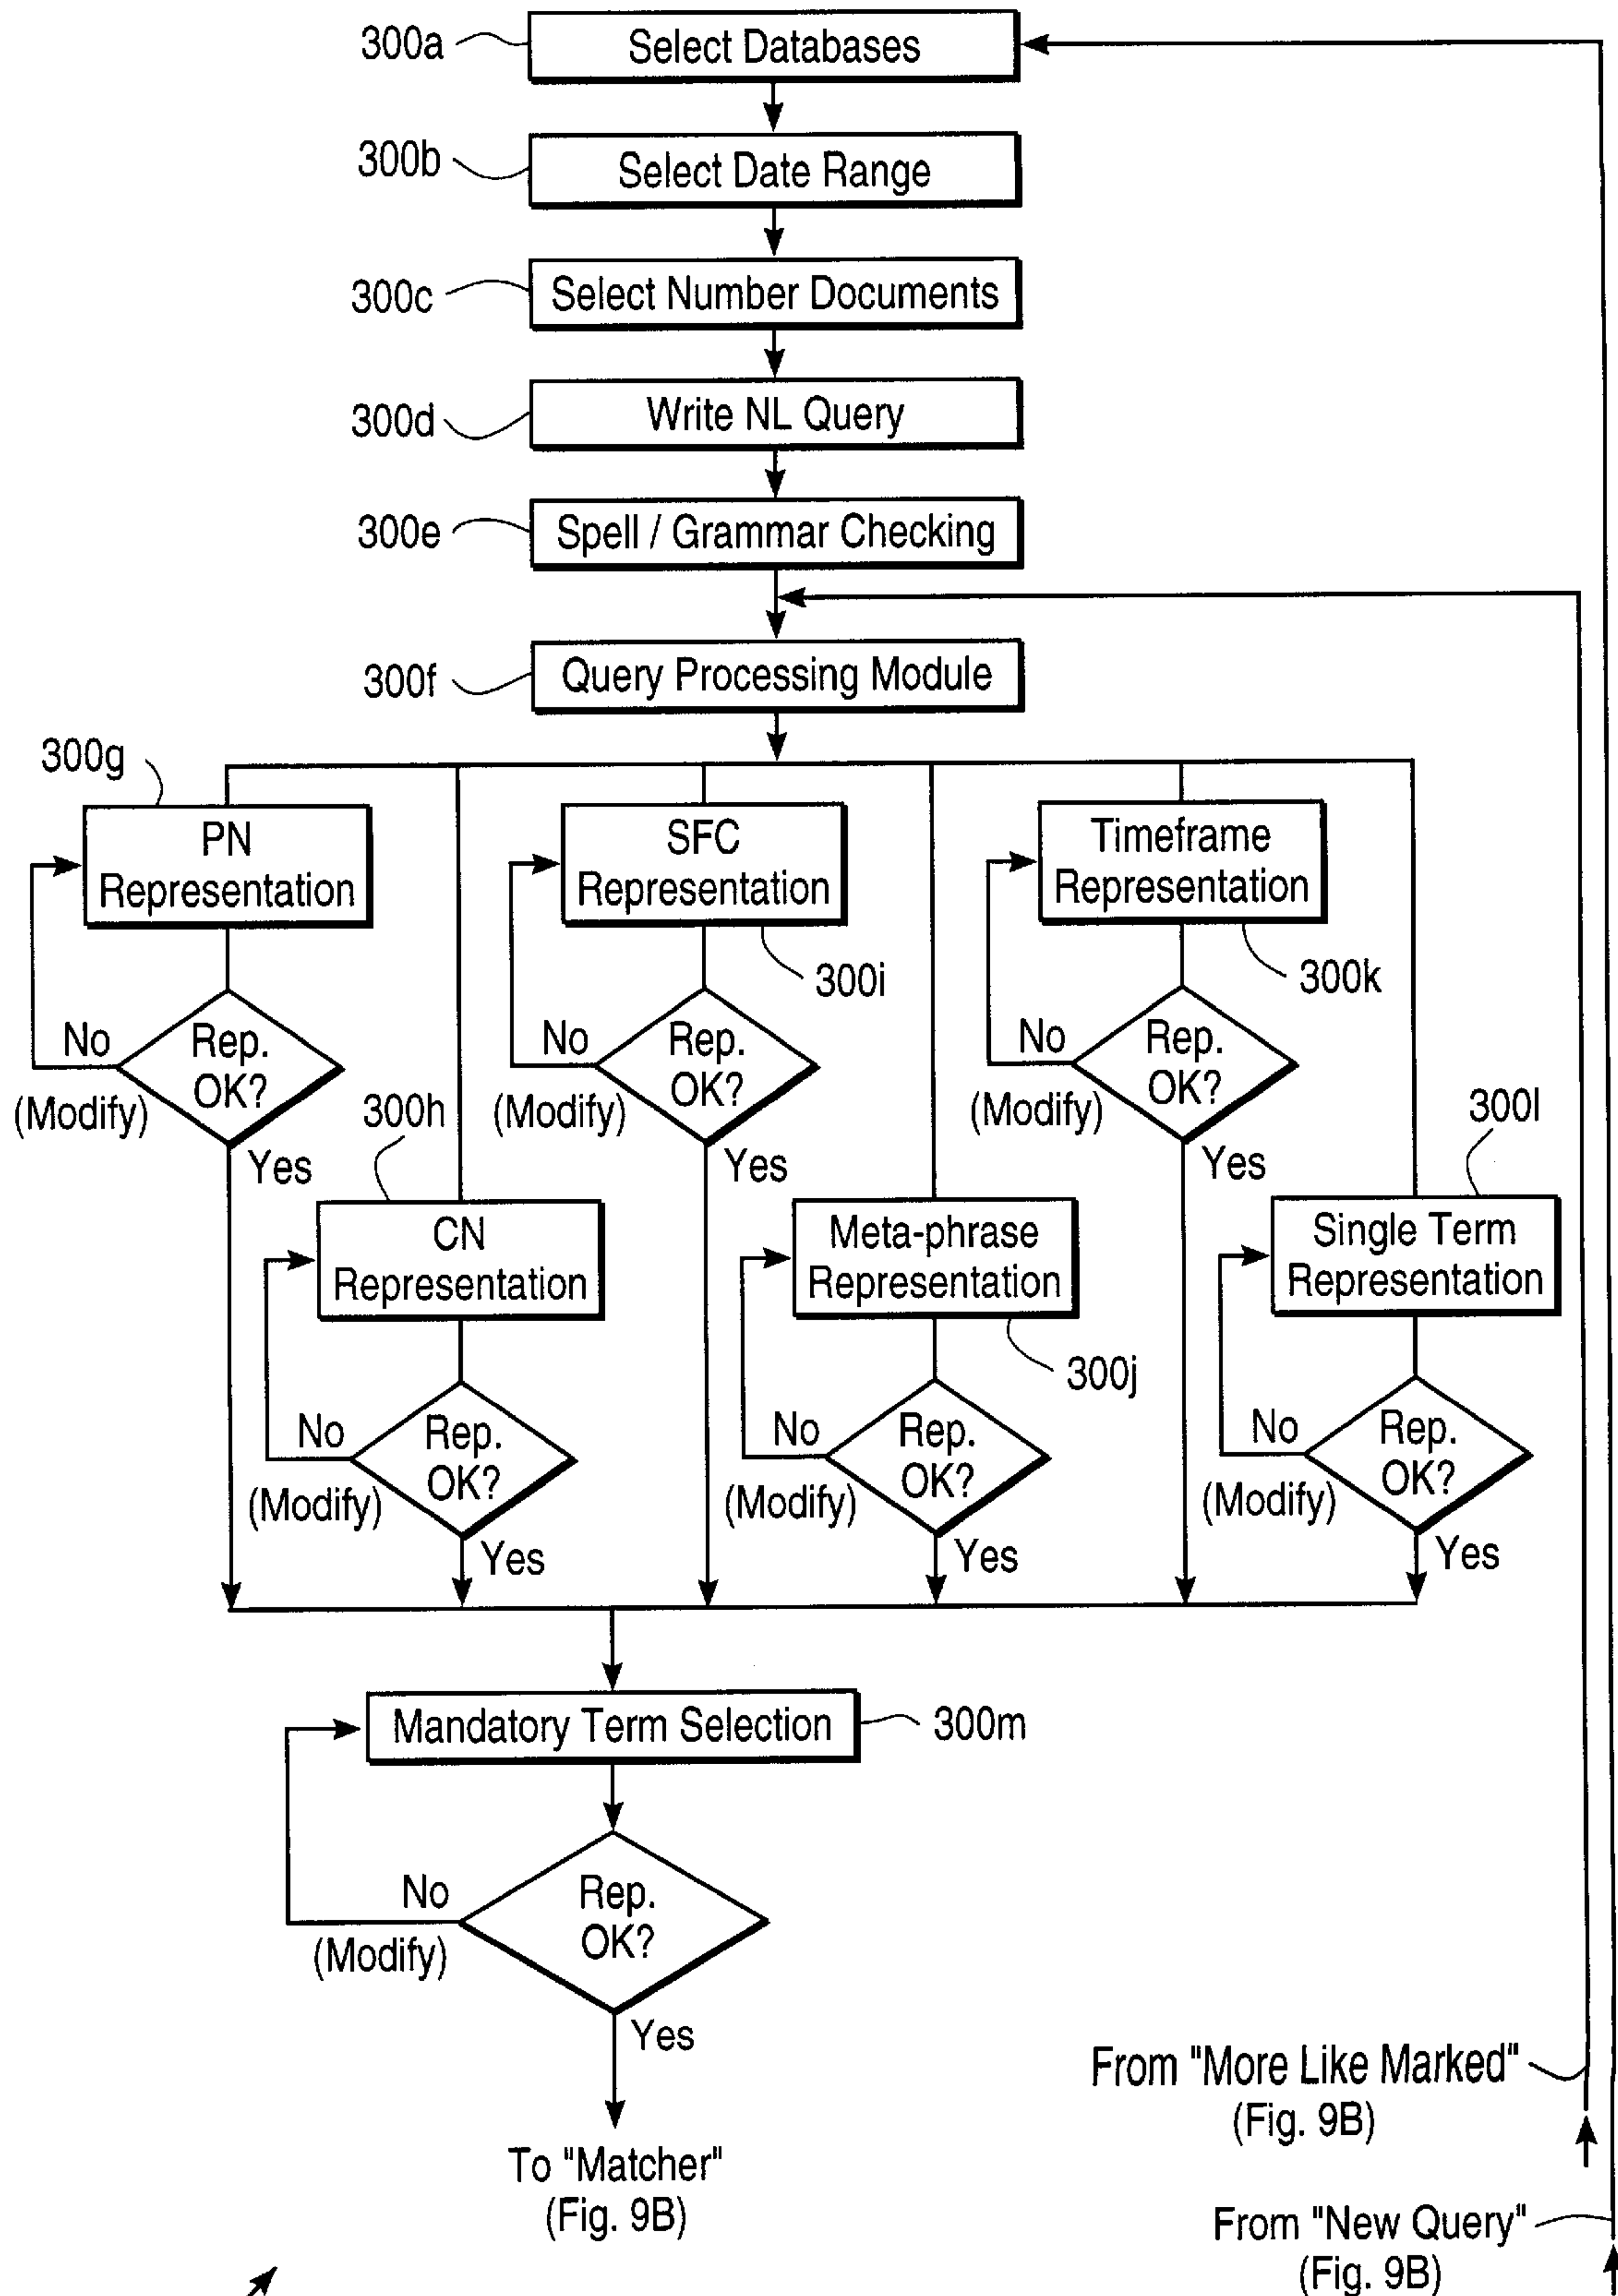 300a
Select Databases
300b
Select Date Range
300c
Select Number Documents
300d
Write NL Query
300e
Spell / Grammar Checking
300f
Query Processing Module
300g
PN
Representation
SFC
Representation
Timeframe
Representation
300i
300k
No
Rep.
OK?
(Modify)
Yes
No
Rep.
OK?
(Modify)
Yes
No
Rep.
OK?
(Modify)
Yes
300h
CN
Representation
Meta-phrase
Representation
300l
Single Term
Representation
300j
No
Rep.
OK?
(Modify)
Yes
No
Rep.
OK?
(Modify)
Yes
No
Rep.
OK?
(Modify)
Yes
Mandatory Term Selection
300m
No
Rep.
OK?
(Modify)
Yes
To "Matcher"
(Fig. 9B)
From "More Like Marked"
(Fig. 9B)
From "New Query"
(Fig. 9B)